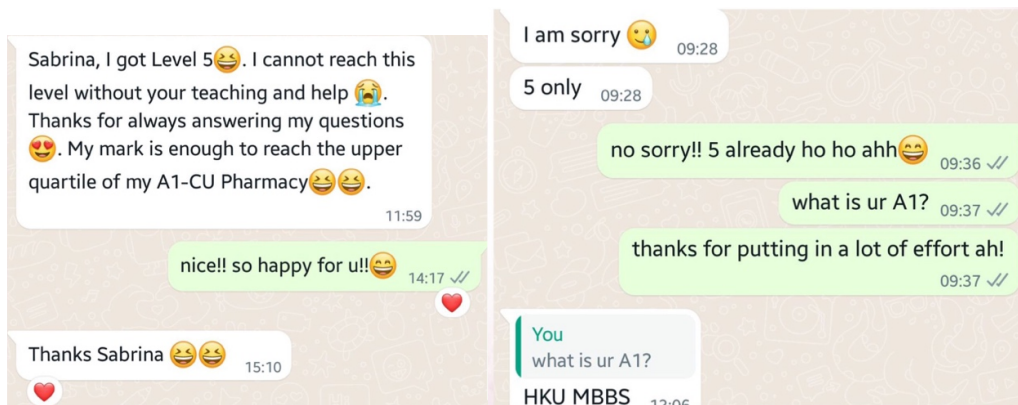 Sabrina, I got Level 5😆. I cannot reach this
level without your teaching and help 😭.
Thanks for always answering my questions
😍. My mark is enough to reach the upper
quartile of my A1-CU Pharmacy😆😆.
11:59
nice!! so happy for u!!😄 14:17
Thanks Sabrina 😆😆 15:10
I am sorry 🥲 09:28
5 only 09:28
no sorry!! 5 already ho ho ahh😄 09:36
what is ur A1? 09:37
thanks for putting in a lot of effort ah!
09:37
You
what is ur A1?
HKU MBBS